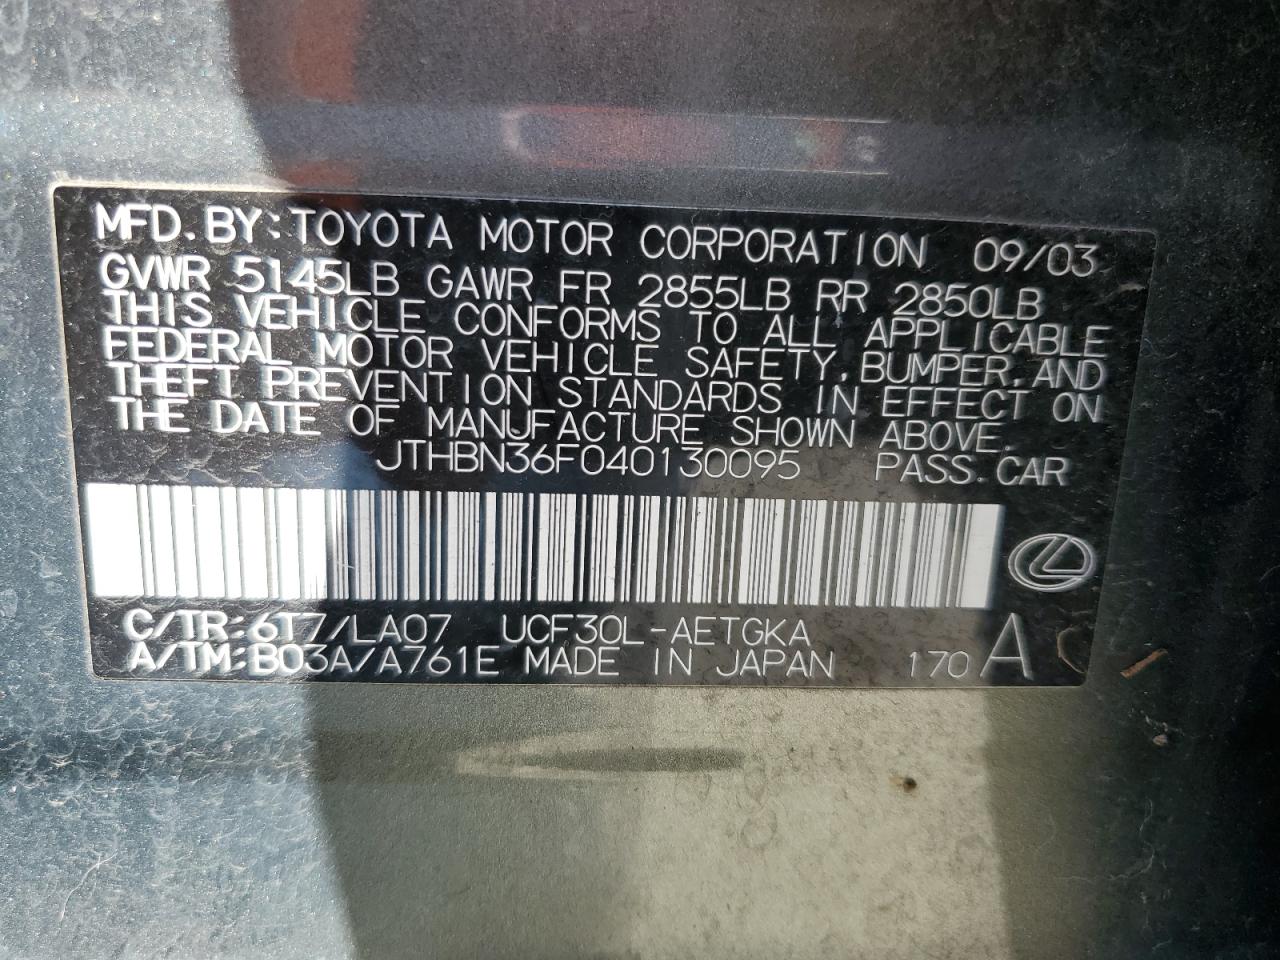 MFD. BY: TOYOTA MOTOR CORPORATION 09/03
GVWR 5145LB GAWR FR 2855LB RR 2850LB
THIS VEHICLE CONFORMS TO ALL APPLICABLE
FEDERAL MOTOR VEHICLE SAFETY, BUMPER, AND
THEFT PREVENTION STANDARDS IN EFFECT ON
THE DATE OF MANUFACTURE SHOWN ABOVE.
JTHBN36F040130095 PASS. CAR
C/TR: 6T7/LA07 UCF30L-AETGKA
A/TM: B03A/A761E MADE IN JAPAN 170 A